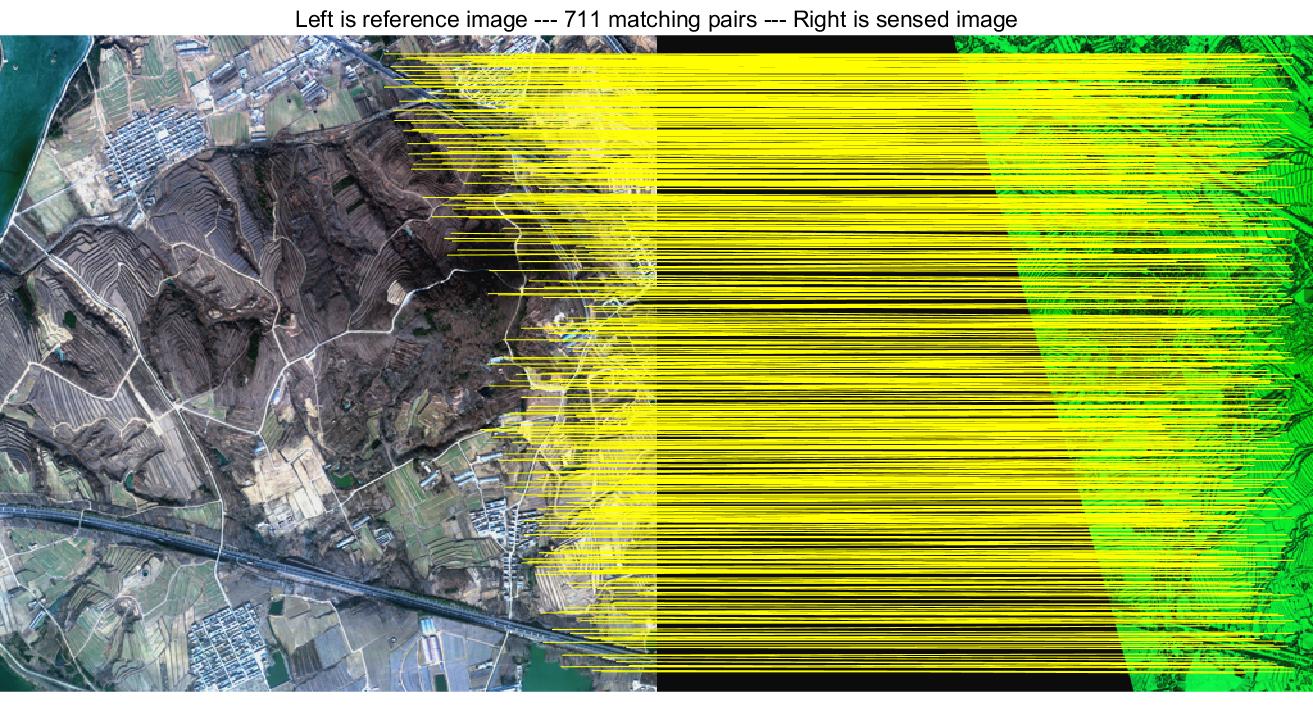 Left is reference image --- 711 matching pairs --- Right is sensed image